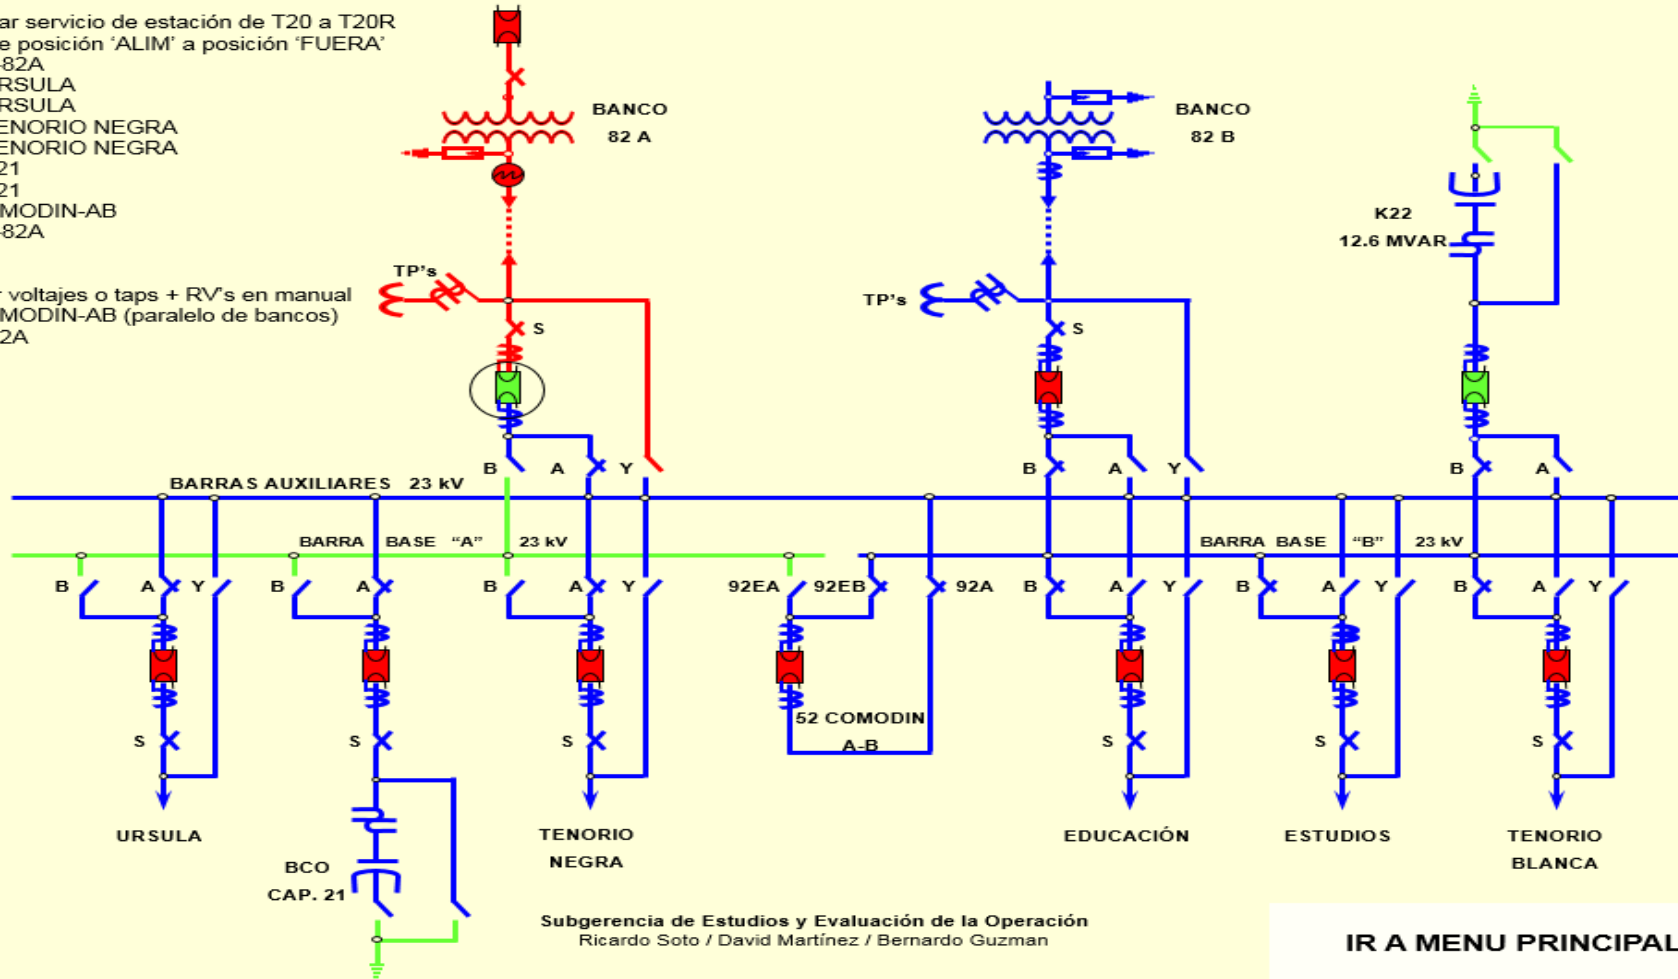 ar servicio de estación de T20 a T20R
e posición ‘ALIM’ a posición ‘FUERA’
-82A
RSULA
RSULA
ENORIO NEGRA
ENORIO NEGRA
21
21
MODIN-AB
-82A
r voltajes o taps + RV's en manual
MODIN-AB (paralelo de bancos)
2A
BANCO
82 A
BANCO
82 B
K22
12.6 MVAR
TP's
TP's
S
S
B A Y
B A Y
B A
BARRAS AUXILIARES 23 kV
BARRA BASE “A” 23 kV
BARRA BASE “B” 23 kV
B A Y
B A
B A Y
92EA 92EB 92A
B A Y
B A Y
B A Y
52 COMODIN
A-B
S
S
S
S
S
S
URSULA
BCO
CAP. 21
TENORIO
NEGRA
EDUCACIÓN
ESTUDIOS
TENORIO
BLANCA
Subgerencia de Estudios y Evaluación de la Operación
Ricardo Soto / David Martínez / Bernardo Guzman
IR A MENU PRINCIPAL